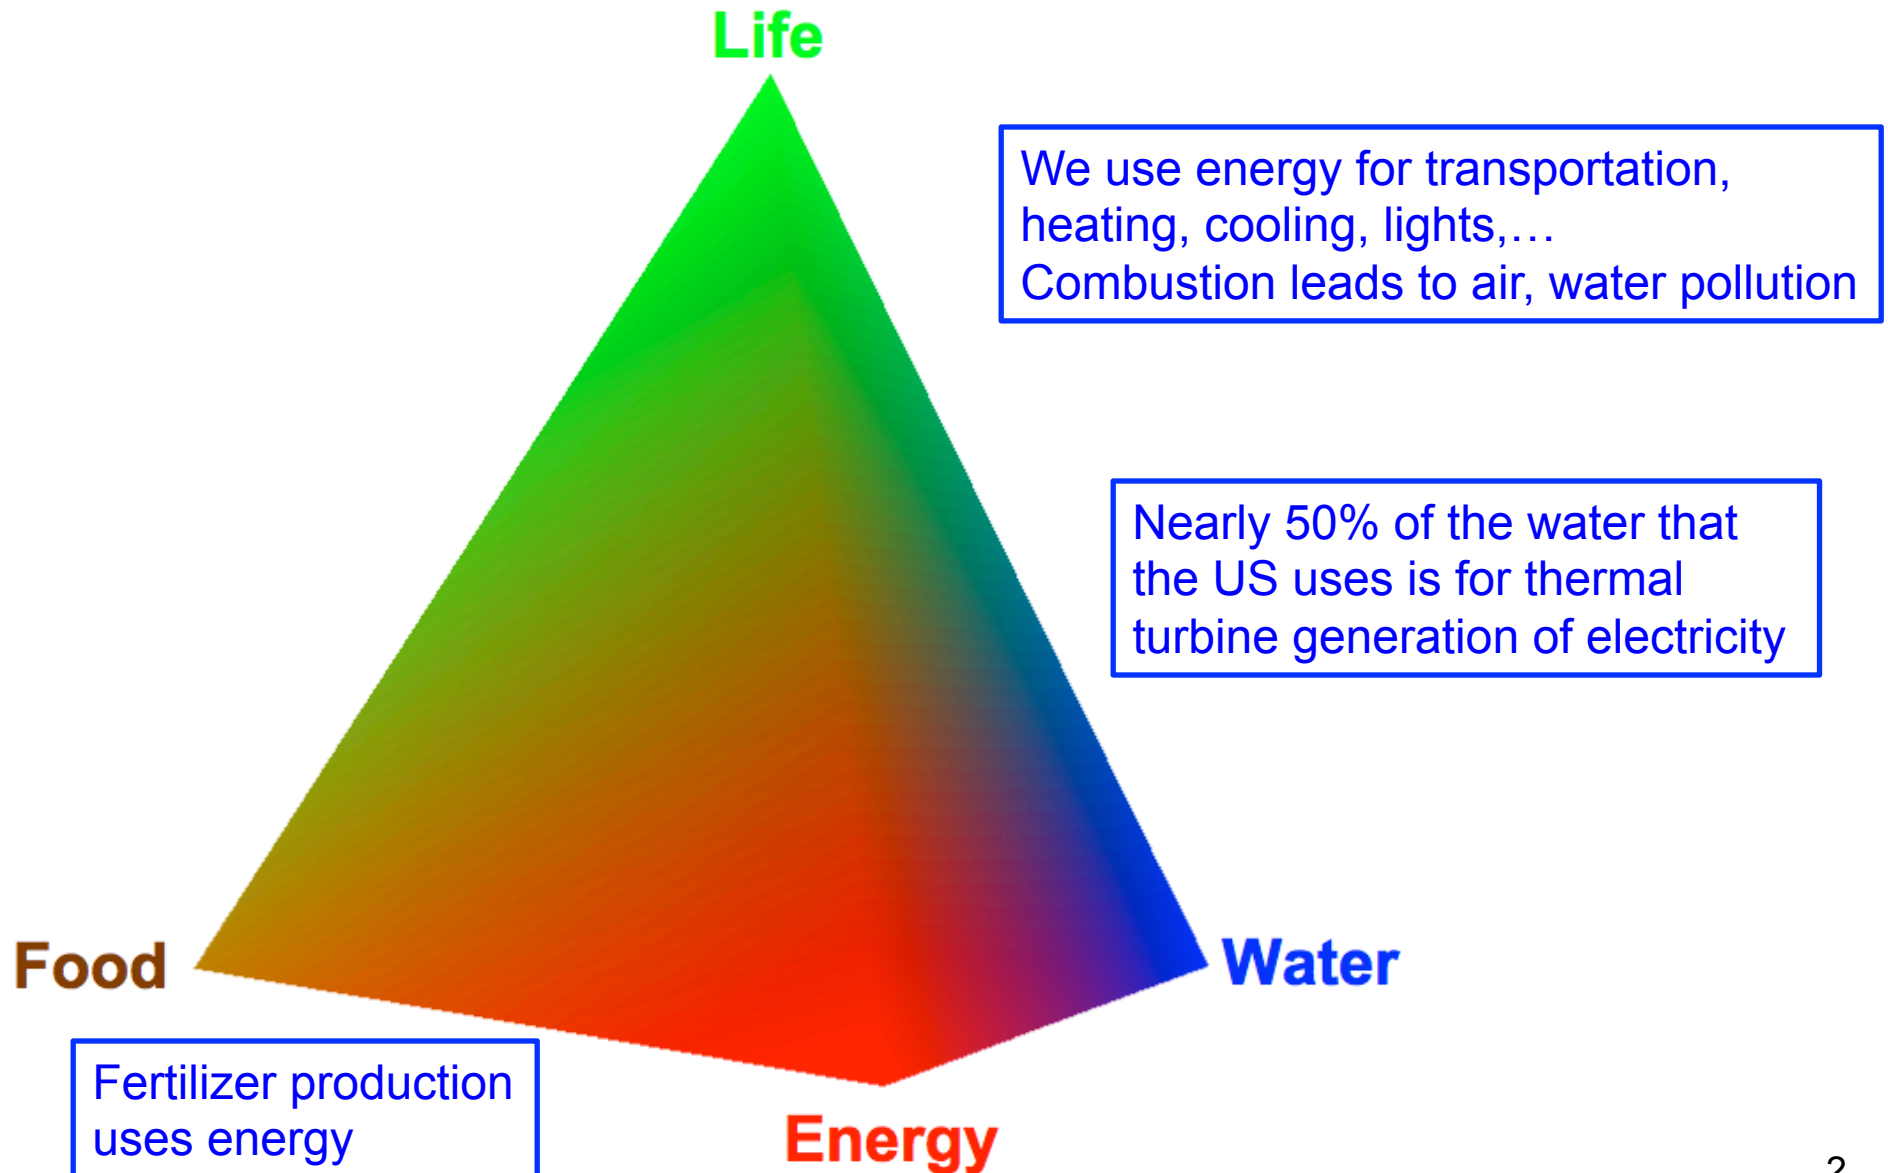 Life
We use energy for transportation,
heating, cooling, lights,…
Combustion leads to air, water pollution
Nearly 50% of the water that
the US uses is for thermal
turbine generation of electricity
Food
Water
Fertilizer production
uses energy
Energy
2